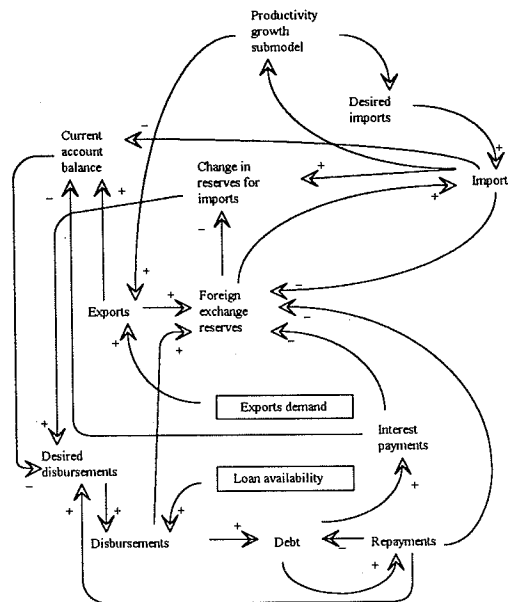 Productivity
growth
submodel
Desired
imports
+
−
Current
account
balance
+
Change in
reserves for
imports
+
Import
−
+
−
+
−
+
Exports
+
Foreign
exchange
reserves
−
+
+
−
Exports demand
+
Desired
disbursements
−
Interest
payments
Loan availability
+
+
+
+
Disbursements
+
Debt
−
Repayments
+